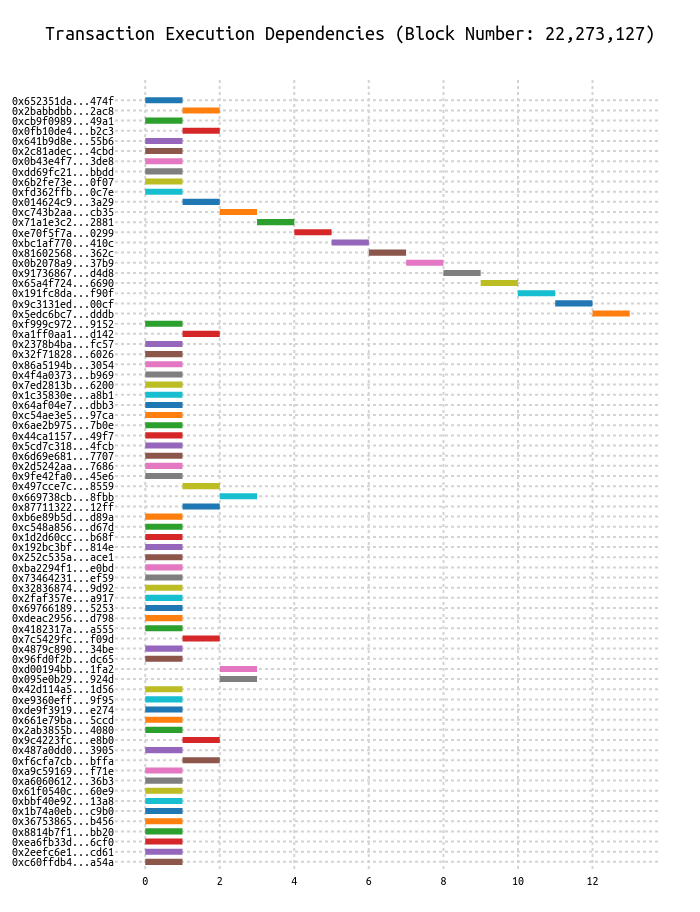 Transaction Execution Dependencies (Block Number: 22,273,127)
0x652351da...474f
0x2babbdbb...2ac8
0xcb9f0989...49a1
0x0fb10de4...b2c3
0x641b9d8e...55b6
0x2c81adec...4cbd
0x0b43e4f7...3de8
0xdd69fc21...bbdd
0x6b2fe73e...0f07
0xfd362ffb...0c7e
0x014624c9...3a29
0xc743b2aa...cb35
0x71a1e3c2...2881
0xe70f5f7a...0299
0xbc1af770...410c
0x81602568...362c
0x0b2078a9...37b9
0x91736867...d4d8
0x65a4f724...6690
0x191fc8da...f90f
0x9c3131ed...00cf
0x5edc6bc7...dddb
0xf999c972...9152
0xa1ff0aa1...d142
0x2378b4ba...fc57
0x32f71828...6026
0x86a5194b...3054
0x4f4a0373...b969
0x7ed2813b...6200
0x1c35830e...a8b1
0x64af04e7...dbb3
0xc54ae3e5...97ca
0x6ae2b975...7b0e
0x44ca1157...49f7
0x5cd7c318...4fcb
0x6d69e681...7707
0x2d5242aa...7686
0x9fe42fa0...45e6
0x497cce7c...8559
0x669738cb...8fbb
0x87711322...12ff
0xb6e89b5d...d89a
0xc548a856...d67d
0x1d2d60cc...b68f
0x192bc3bf...814e
0x252c535a...ace1
0xba2294f1...e0bd
0x73464231...ef59
0x32836874...9d92
0x2faf357e...a917
0x69766189...5253
0xdeac2956...d798
0x4182317a...a555
0x7c5429fc...f09d
0x4879c890...34be
0x96fd0f2b...dc65
0xd00194bb...1fa2
0x095e0b29...924d
0x42d114a5...1d56
0xe9360eff...9f95
0xde9f3919...e274
0x661e79ba...5ccd
0x2ab3855b...4080
0x9c4223fc...e8b0
0x487a0dd0...3905
0xf6cfa7cb...bffa
0xa9c59169...f71e
0xa6060612...36b3
0x61f0540c...60e9
0xbbf40e92...13a8
0x1b74a0eb...c9b0
0x36753865...b456
0x8814b7f1...bb20
0xea6fb33d...6cf0
0x2eefc6e1...cd61
0xc60ffdb4...a54a
0 2 4 6 8 10 12